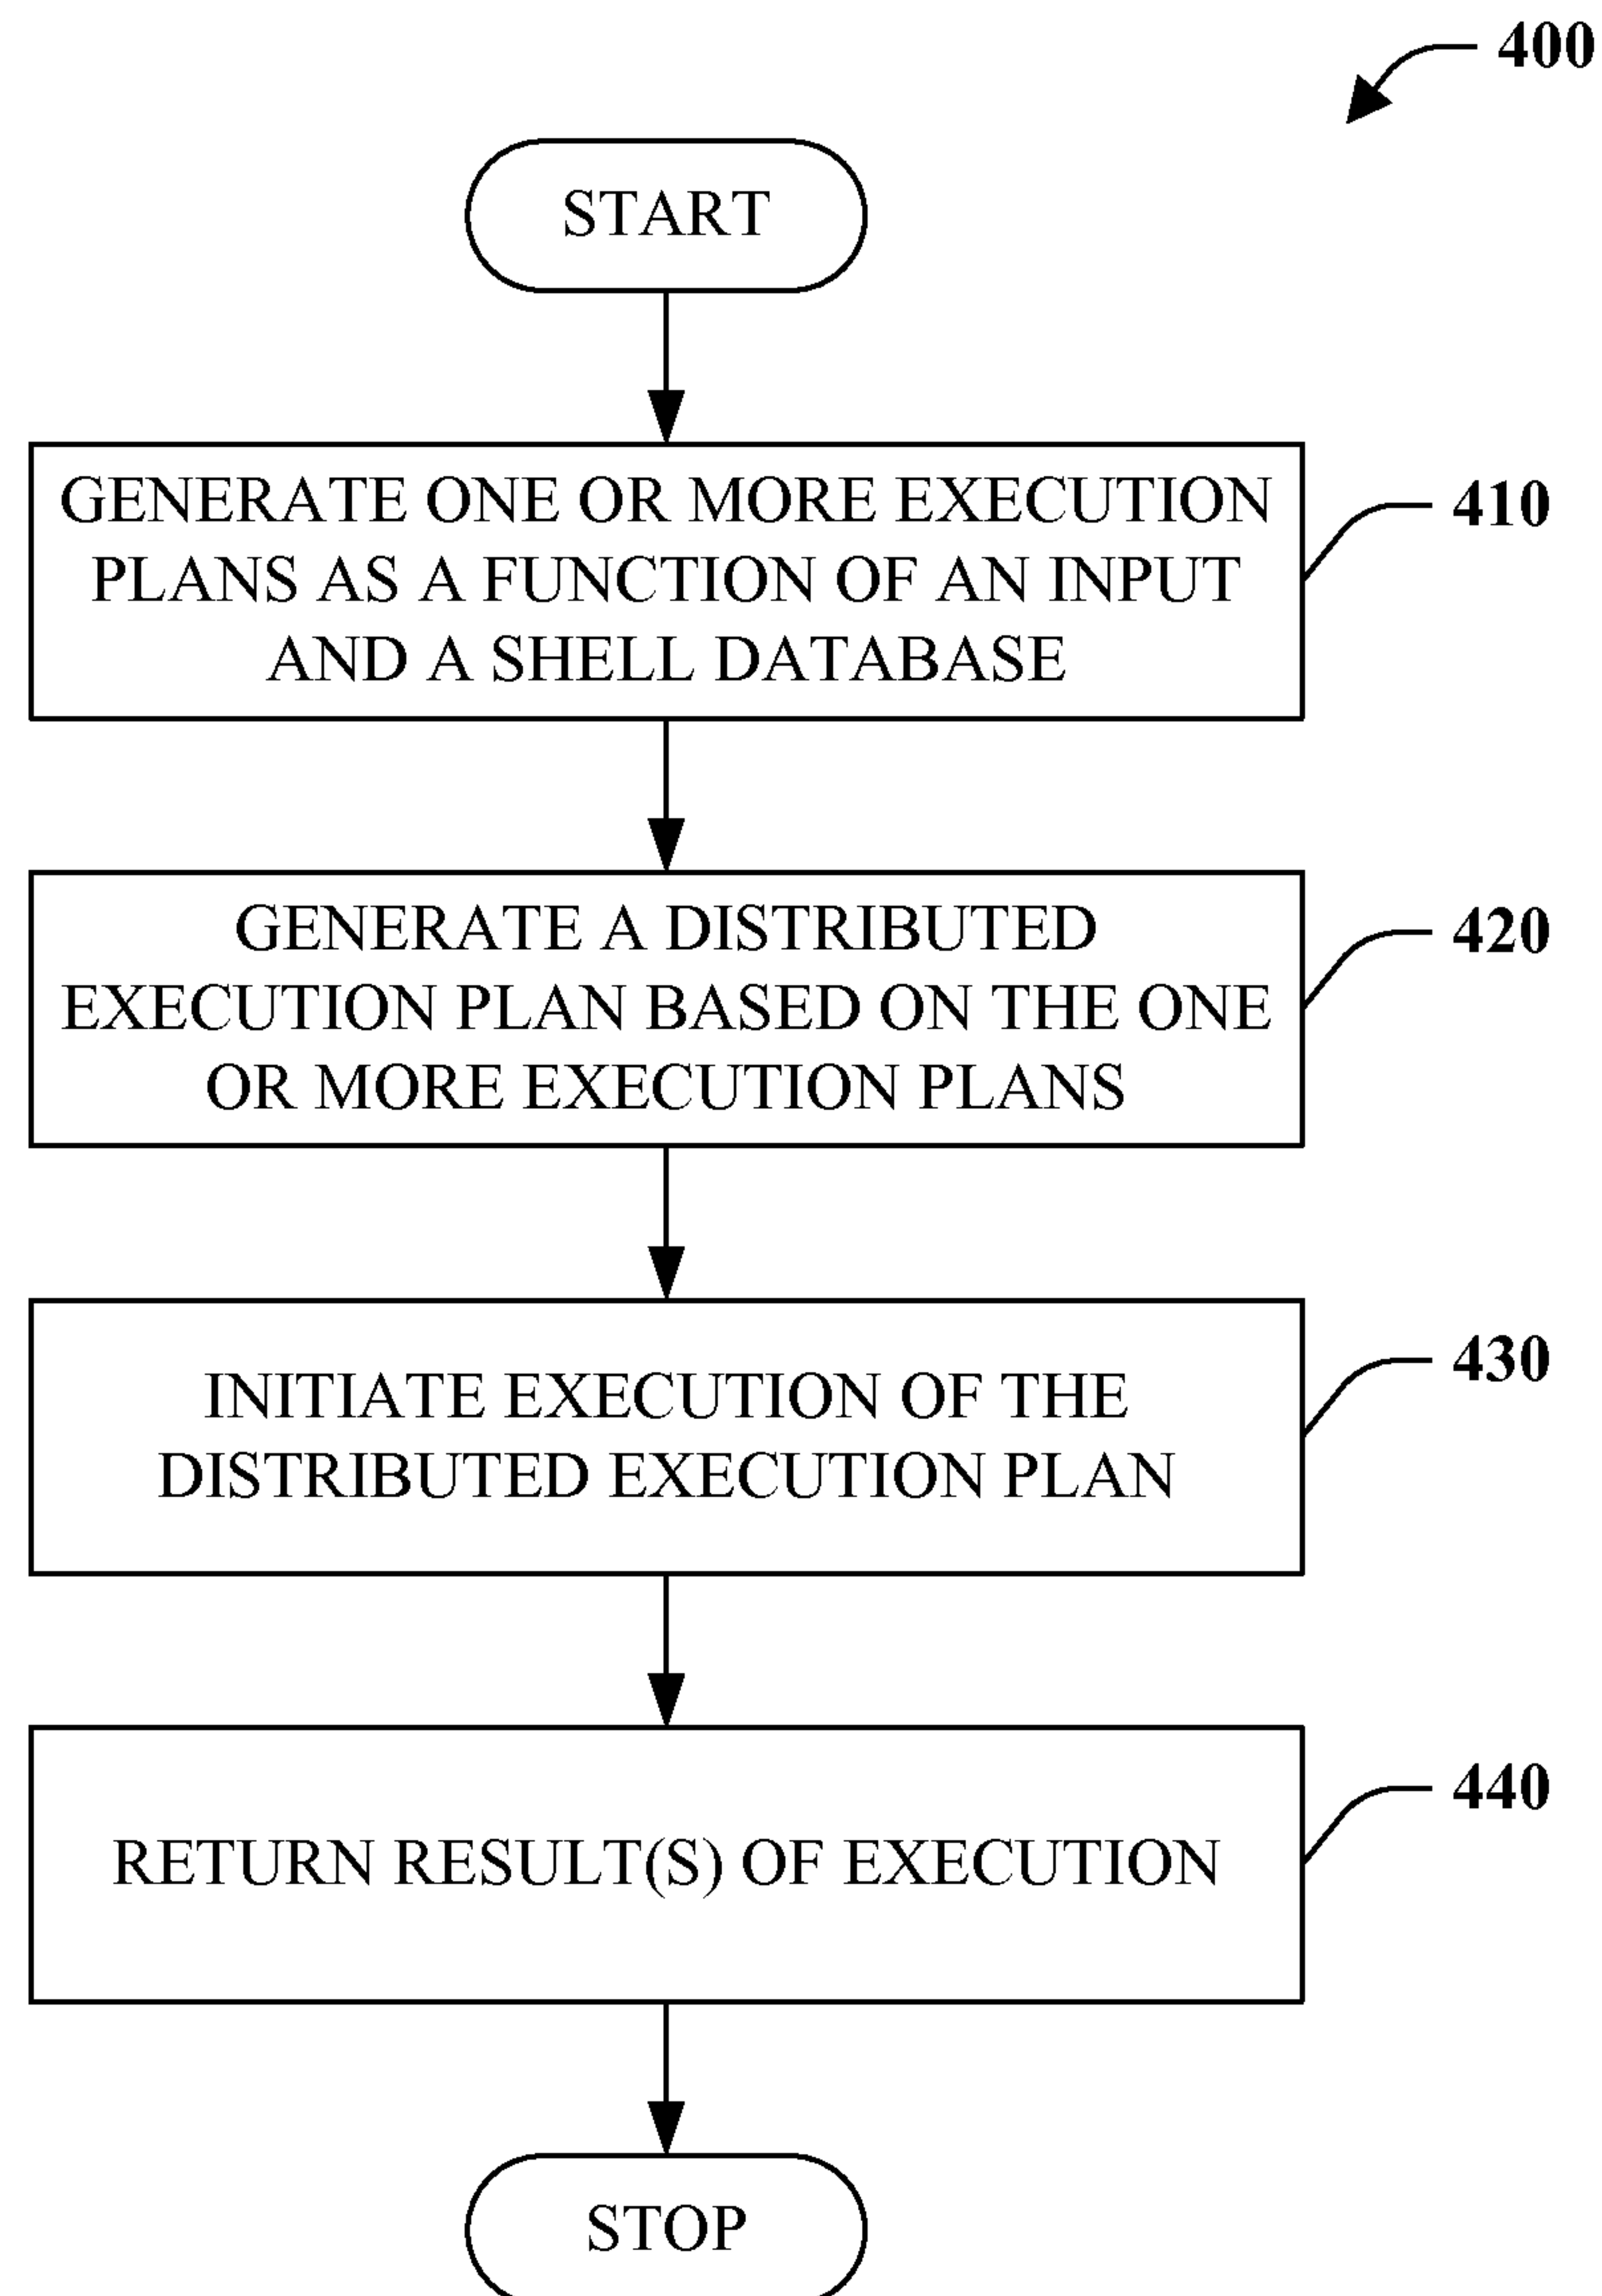 400
START
GENERATE ONE OR MORE EXECUTION
PLANS AS A FUNCTION OF AN INPUT
AND A SHELL DATABASE
410
GENERATE A DISTRIBUTED
EXECUTION PLAN BASED ON THE ONE
OR MORE EXECUTION PLANS
420
INITIATE EXECUTION OF THE
DISTRIBUTED EXECUTION PLAN
430
RETURN RESULT(S) OF EXECUTION
440
STOP